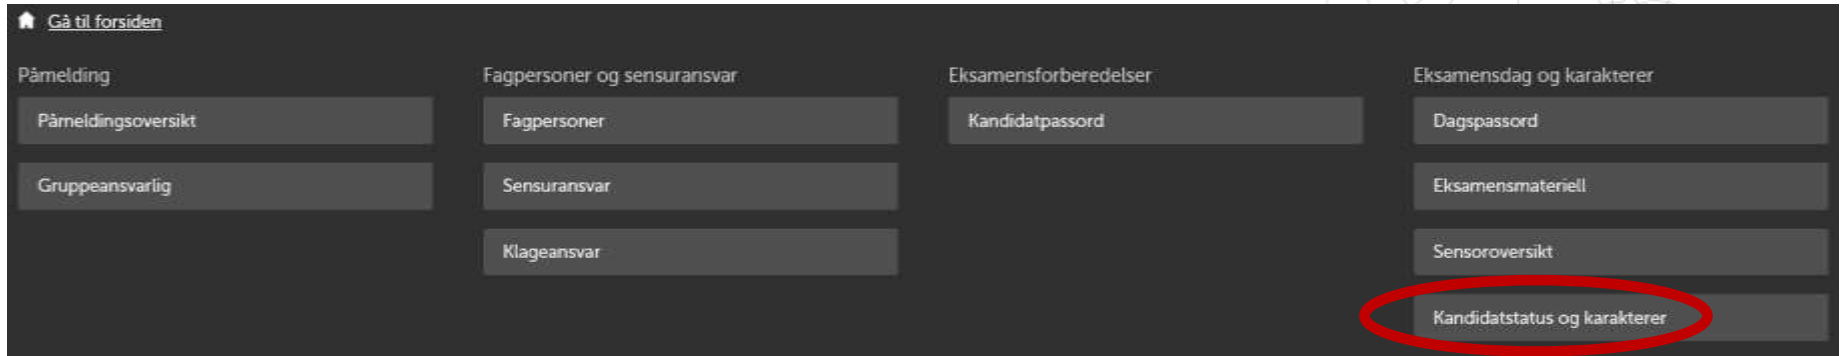 Gå til forsiden
Påmelding
Påmeldingsoversikt
Gruppeansvarlig
Fagpersoner og sensuransvar
Fagpersoner
Sensuransvar
Klageansvar
Eksamensforberedelser
Kandidatpassord
Eksamensdag og karakterer
Dagspassord
Eksamensmateriell
Sensoroversikt
Kandidatstatus og karakterer